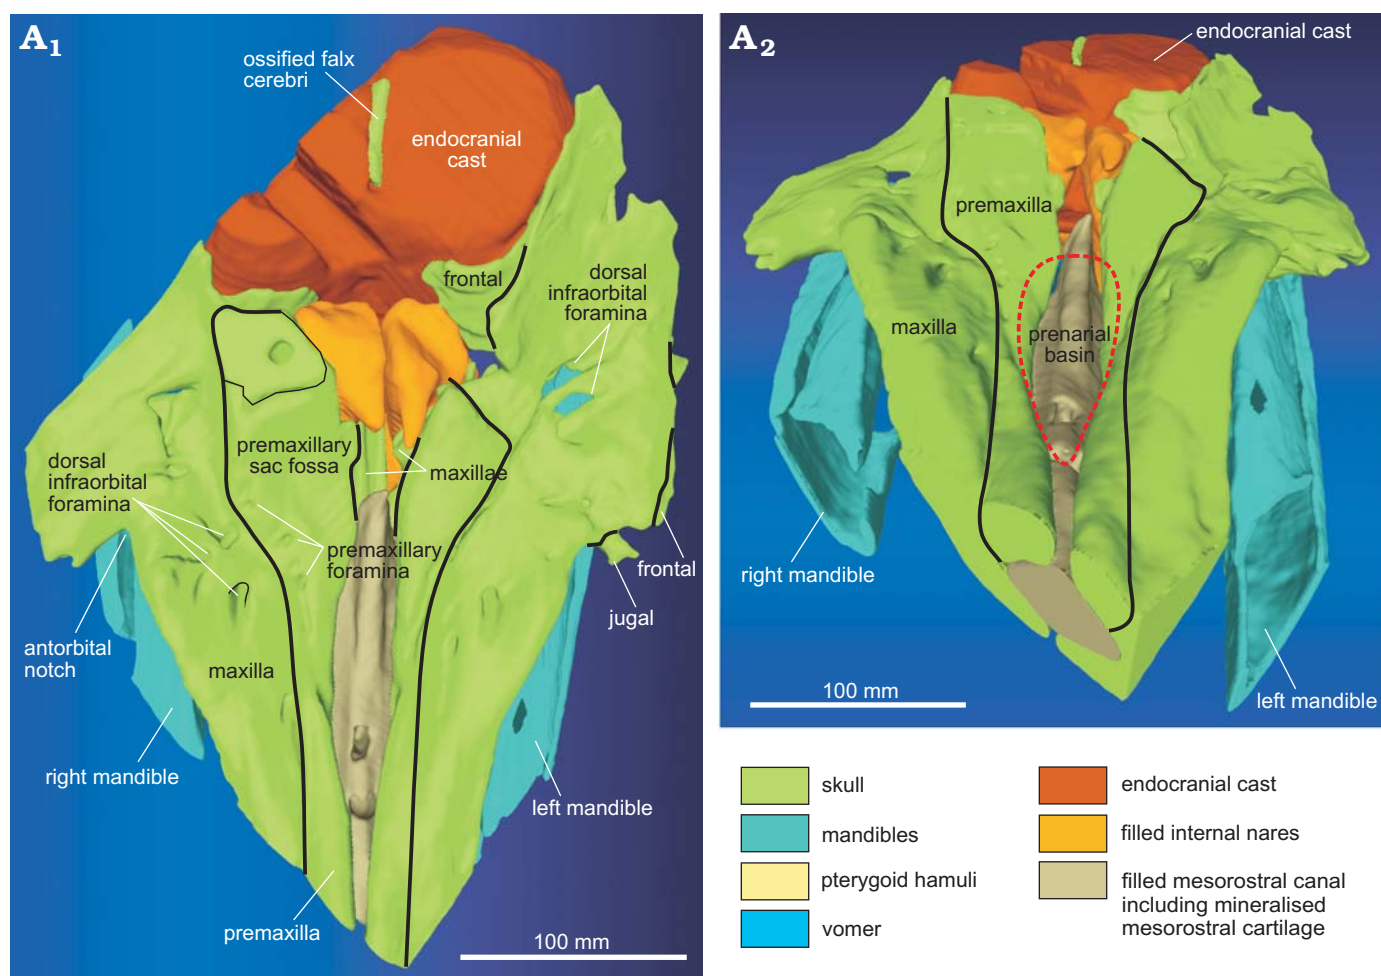 A1
ossified falx
cerebri
endocranial
cast
frontal
dorsal
infraorbital
foramina
premaxillary
sac fossa
maxillae
dorsal
infraorbital
foramina
premaxillary
foramina
frontal
jugal
antorbital
notch
maxilla
right mandible
left mandible
premaxilla
100 mm
A2
endocranial cast
premaxilla
maxilla
prenarial
basin
right mandible
left mandible
100 mm
skull
mandibles
pterygoid hamuli
vomer
endocranial cast
filled internal nares
filled mesorostral canal
including mineralised
mesorostral cartilage